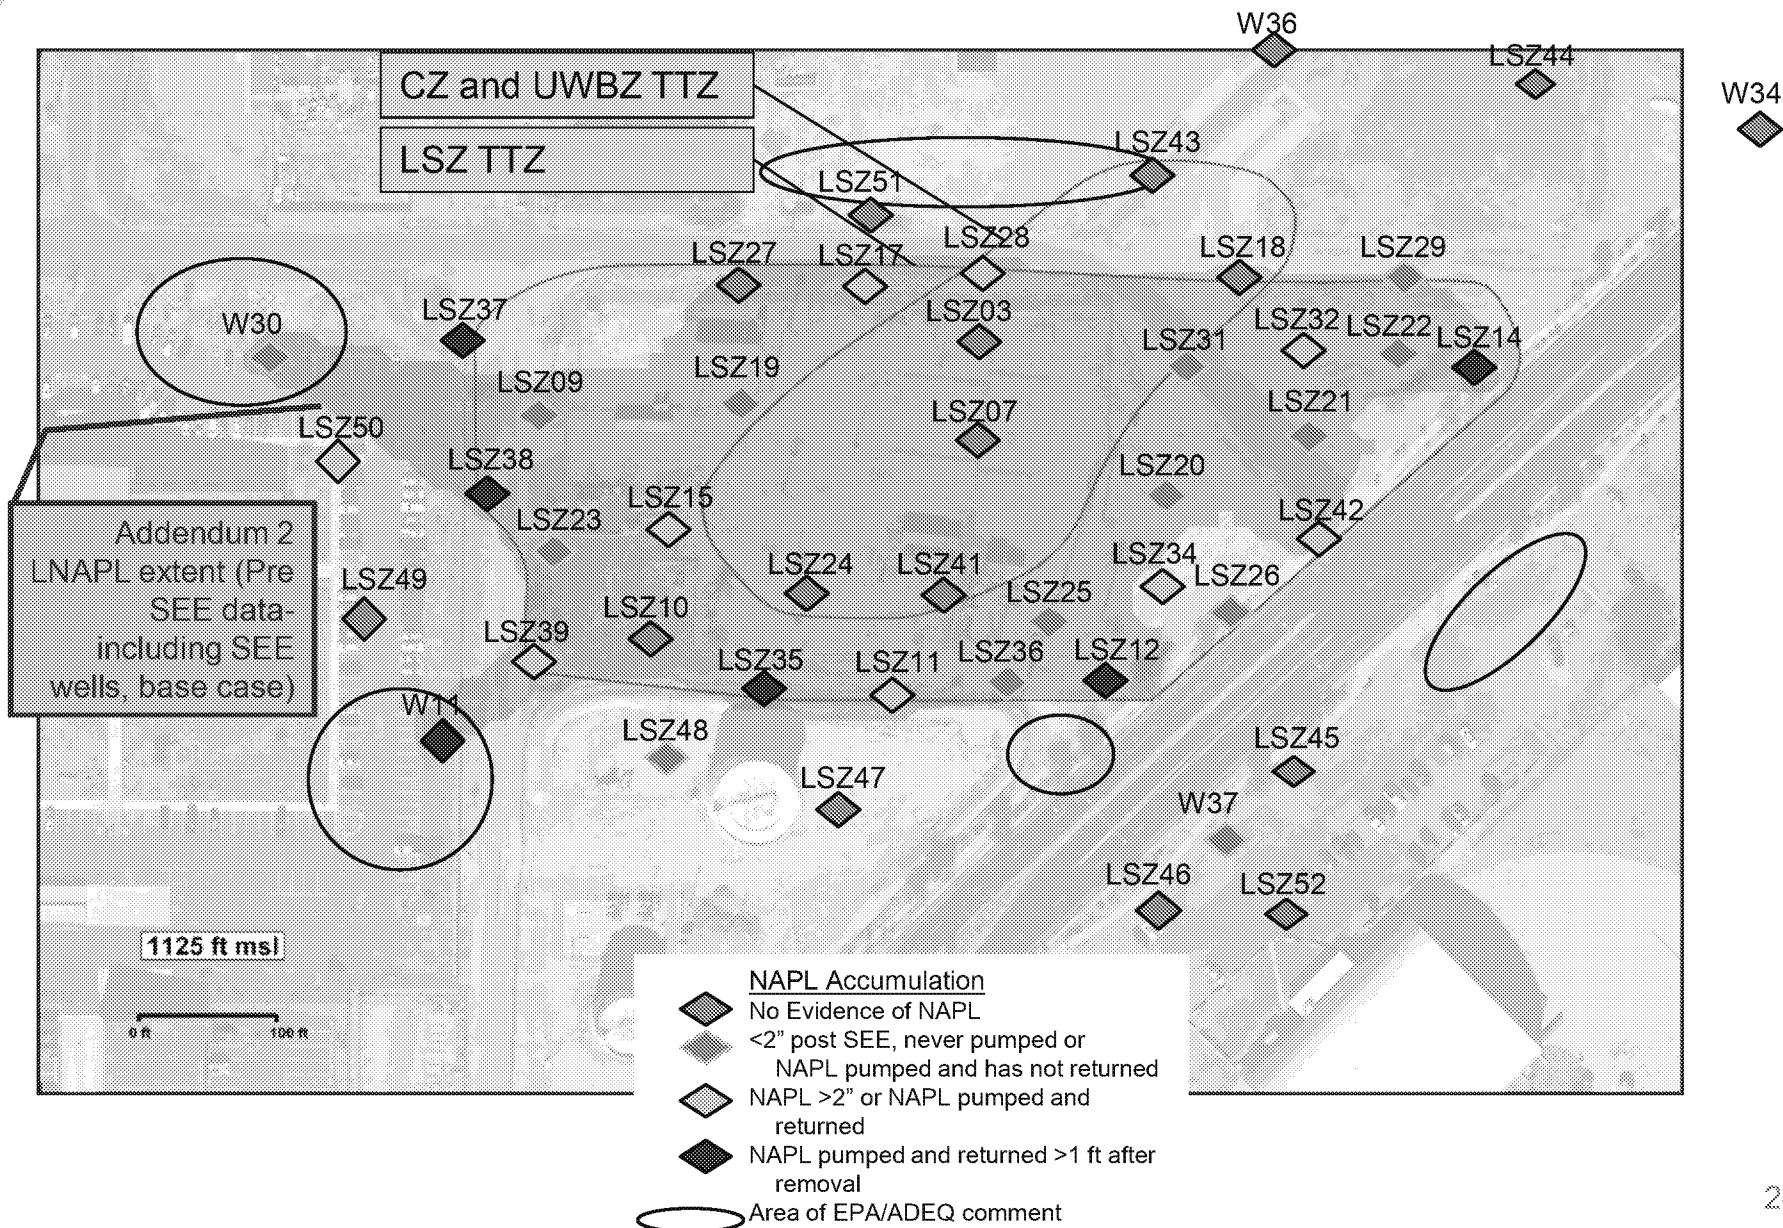 W36
LSZ44
W34
CZ and UWBZ TTZ
LSZ TTZ
LSZ43
LSZ51
LSZ28
LSZ27
LSZ17
LSZ18
LSZ29
W30
LSZ37
LSZ03
LSZ31
LSZ32
LSZ22
LSZ14
LSZ09
LSZ19
LSZ07
LSZ21
LSZ50
LSZ38
LSZ20
LSZ15
LSZ23
LSZ42
Addendum 2
LNAPL extent (Pre
SEE data-
including SEE
wells, base case)
LSZ49
LSZ24
LSZ41
LSZ34
LSZ26
LSZ10
LSZ25
LSZ39
LSZ35
LSZ11
LSZ36
LSZ12
W11
LSZ48
LSZ47
LSZ45
W37
LSZ46
LSZ52
1125 ft msl
0 ft
100 ft
NAPL Accumulation
No Evidence of NAPL
<2" post SEE, never pumped or
NAPL pumped and has not returned
NAPL >2" or NAPL pumped and
returned
NAPL pumped and returned >1 ft after
removal
Area of EPA/ADEQ comment
2